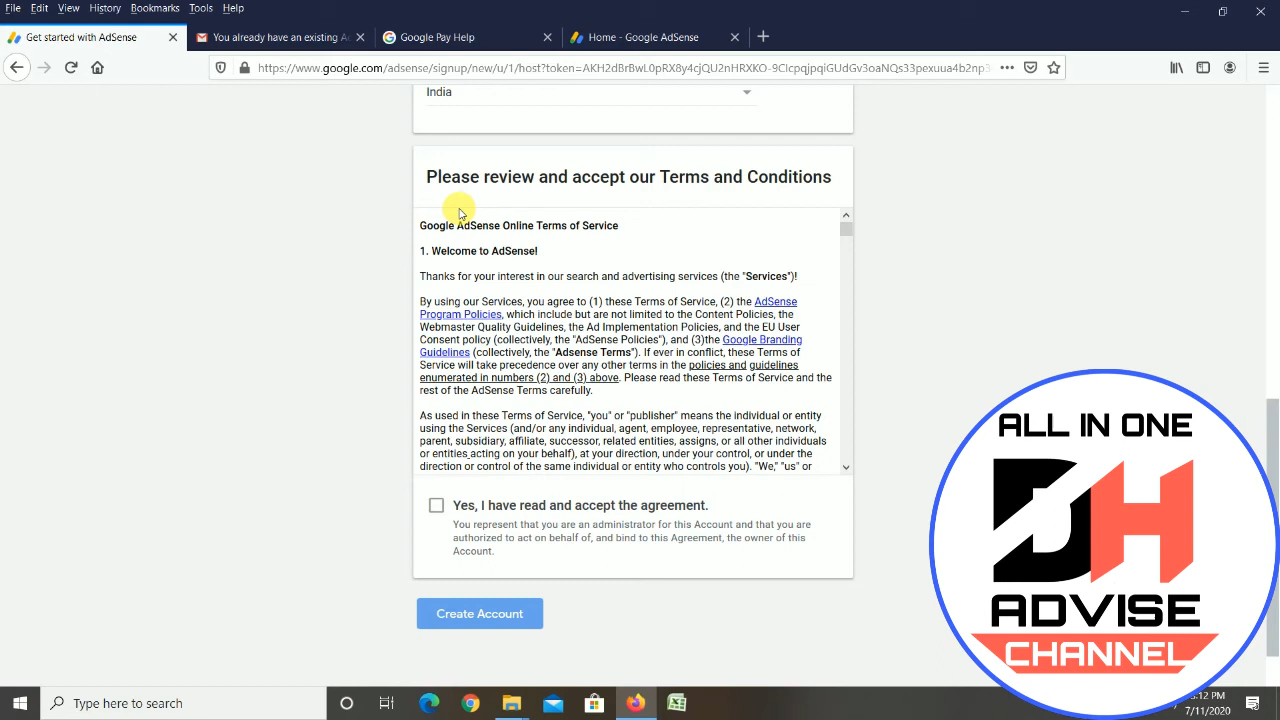 File Edit View History Bookmarks Tools Help
Get started with AdSense
You already have an existing A
Google Pay Help
Home - Google AdSense
https://www.google.com/adsense/signup/new/u/1/host?token=
India
Please review and accept our Terms and Conditions
Google AdSense Online Terms of Service
1. Welcome to AdSense!
Thanks for your interest in our search and advertising services (the "Services")!
By using our Services, you agree to (1) these Terms of Service, (2) the AdSense
Program Policies, which include but are not limited to the Content Policies, the
Webmaster Quality Guidelines, the Ad Implementation Policies, and the EU User
Consent policy (collectively, the "AdSense Policies"), and (3)the Google Branding
Guidelines (collectively, the "Adsense Terms"). If ever in conflict, these Terms of
Service will take precedence over any other terms in the policies and guidelines
enumerated in numbers (2) and (3) above. Please read these Terms of Service and the
rest of the AdSense Terms carefully.
As used in these Terms of Service, "you" or "publisher" means the individual or entity
using the Services (and/or any individual, agent, employee, representative, network,
parent, subsidiary, affiliate, successor, related entities, assigns, or all other individuals
or entities acting on your behalf), at your direction, under your control, or under the
direction or control of the same individual or entity who controls you). "We," "us" or
Yes, I have read and accept the agreement.
You represent that you are an administrator for this Account and that you are
authorized to act on behalf of, and bind to this Agreement, the owner of this
Account.
Create Account
ALL IN ONE
DH
ADVISE
CHANNEL
Type here to search
:12 PM
7/11/2020